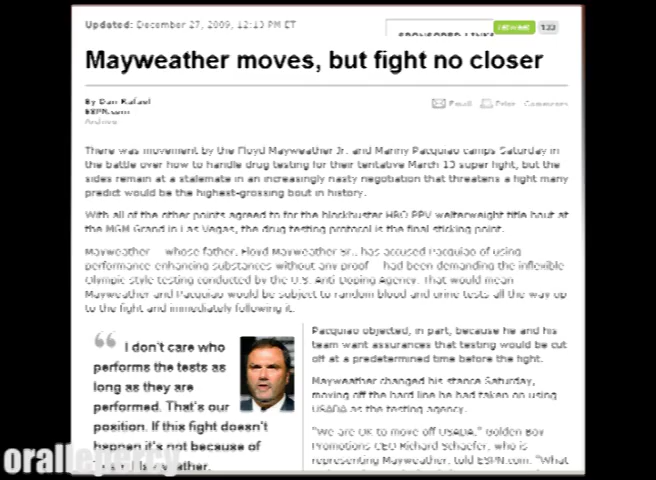 Updated: December 27, 2009, 12:13 PM ET
SPONSORED LINKS
122
Mayweather moves, but fight no closer
By Dan Rafael
ESPN.com
Archive
Email Print Comments
There was movement by the Floyd Mayweather Jr. and Manny Pacquiao camps Saturday in
the battle over how to handle drug testing for their tentative March 13 super fight, but the
sides remain at a stalemate in an increasingly nasty negotiation that threatens a fight many
predict would be the highest-grossing bout in history.
With all of the other points agreed to for the blockbuster HBO PPV welterweight title bout at
the MGM Grand in Las Vegas, the drug testing protocol is the final sticking point.
Mayweather whose father, Floyd Mayweather Sr., has accused Pacquiao of using
performance-enhancing substances without any proof had been demanding the inflexible
Olympic style testing conducted by the U.S. Anti Doping Agency. That would mean
Mayweather and Pacquiao would be subject to random blood and urine tests all the way up
to the fight and immediately following it.
“ I don't care who
performs the tests as
long as they are
performed. That's our
position. If this fight doesn't
happen it's not because of
weather.
Pacquiao objected, in part, because he and his
team want assurances that testing would be cut
off at a predetermined time before the fight.
Mayweather changed his stance Saturday,
moving off the hard line he had taken on using
USADA as the testing agency.
"We are OK to move off USADA," Golden Boy
Promotions CEO Richard Schaefer, who is
representing Mayweather, told ESPN.com. "What